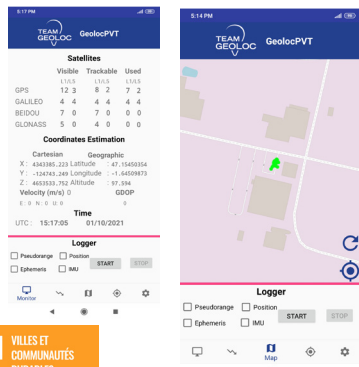 5:17 PM
TEAM GEOLOC GeolocPVT
Satellites
Visible Trackable Used
L1/L5 L1/L5 L1/L5
GPS 12 3 8 2 7 2
GALILEO 4 4 4 4 4 4
BEIDOU 7 0 7 0 0 0
GLONASS 5 0 4 0 0 0
Coordinates Estimation
Cartesian Geographic
X : 4343385,223 Latitude : 47.15450354
Y : -124743,249 Longitude : -1.64509873
Z : 4653533,752 Altitude : 97,594
Velocity (m/s) 0 GDOP
E: 0 N: 0 U: 0 0
Time
UTC : 15:17:05 01/10/2021
Logger
Pseudorange Position
Ephemeris IMU START STOP
Monitor
VILLES ET
COMMUNAUTÉS
DURABLES
5:14 PM
TEAM GEOLOC GeolocPVT
Logger
Pseudorange Position
Ephemeris IMU START STOP
Map